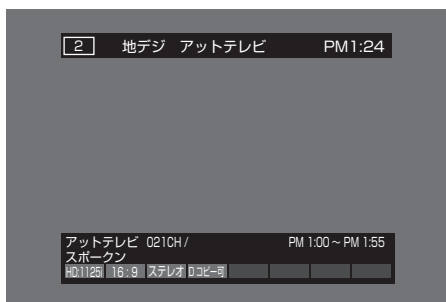 2 地デジ アットテレビ PM1:24
アットテレビ 021CH/ PM 1:00～PM 1:55
スポークン
HD:1125i 16:9 ステレオ Dコピー可